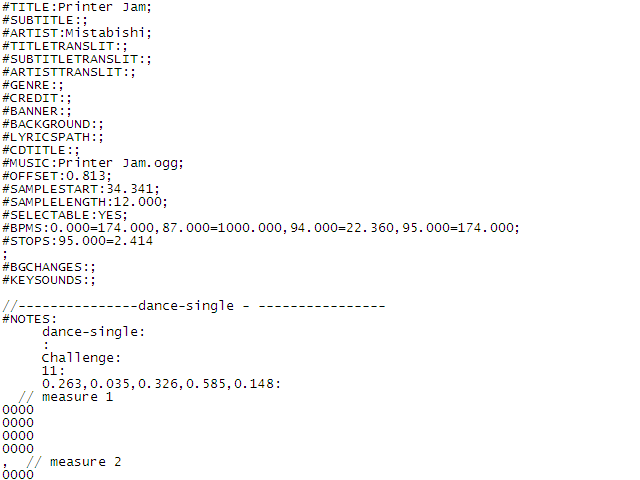 #TITLE:Printer Jam;
#SUBTITLE:;
#ARTIST:Mistabishi;
#TITLETRANSLIT:;
#SUBTITLETRANSLIT:;
#ARTISTTRANSLIT:;
#GENRE:;
#CREDIT:;
#BANNER:;
#BACKGROUND:;
#LYRICSPATH:;
#CDTITLE:;
#MUSIC:Printer Jam.ogg;
#OFFSET:0.813;
#SAMPLESTART:34.341;
#SAMPLELENGTH:12.000;
#SELECTABLE:YES;
#BPMS:0.000=174.000,87.000=1000.000,94.000=22.360,95.000=174.000;
#STOPS:95.000=2.414
;
#BGCHANGES:;
#KEYSOUNDS:;

//---------------dance-single - ----------------
#NOTES:
     dance-single:
     :
     Challenge:
     11:
     0.263,0.035,0.326,0.585,0.148:
  // measure 1
0000
0000
0000
0000
,  // measure 2
0000